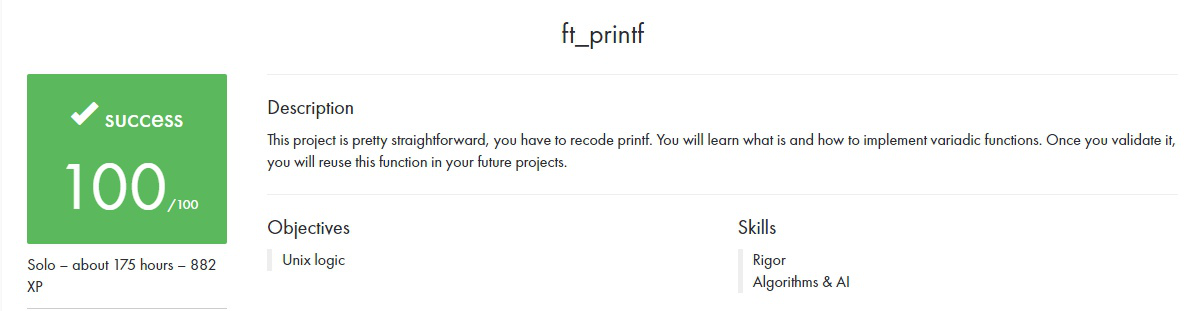 ft_printf
success
100/100
Solo – about 175 hours – 882
XP
Description
This project is pretty straightforward, you have to recode printf. You will learn what is and how to implement variadic functions. Once you validate it,
you will reuse this function in your future projects.
Objectives
Unix logic
Skills
Rigor
Algorithms & AI